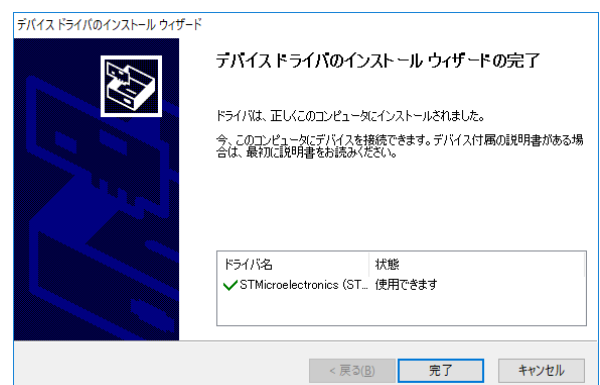 デバイス ドライバのインストール ウィザード
デバイス ドライバのインストール ウィザードの完了
ドライバは、正しくこのコンピュータにインストールされました。
今、このコンピュータにデバイスを接続できます。デバイス付属の説明書がある場
合は、最初に説明書をお読みください。
ドライバ名 状態
STMicroelectronics (ST... 使用できます
< 戻る(B) 完了 キャンセル